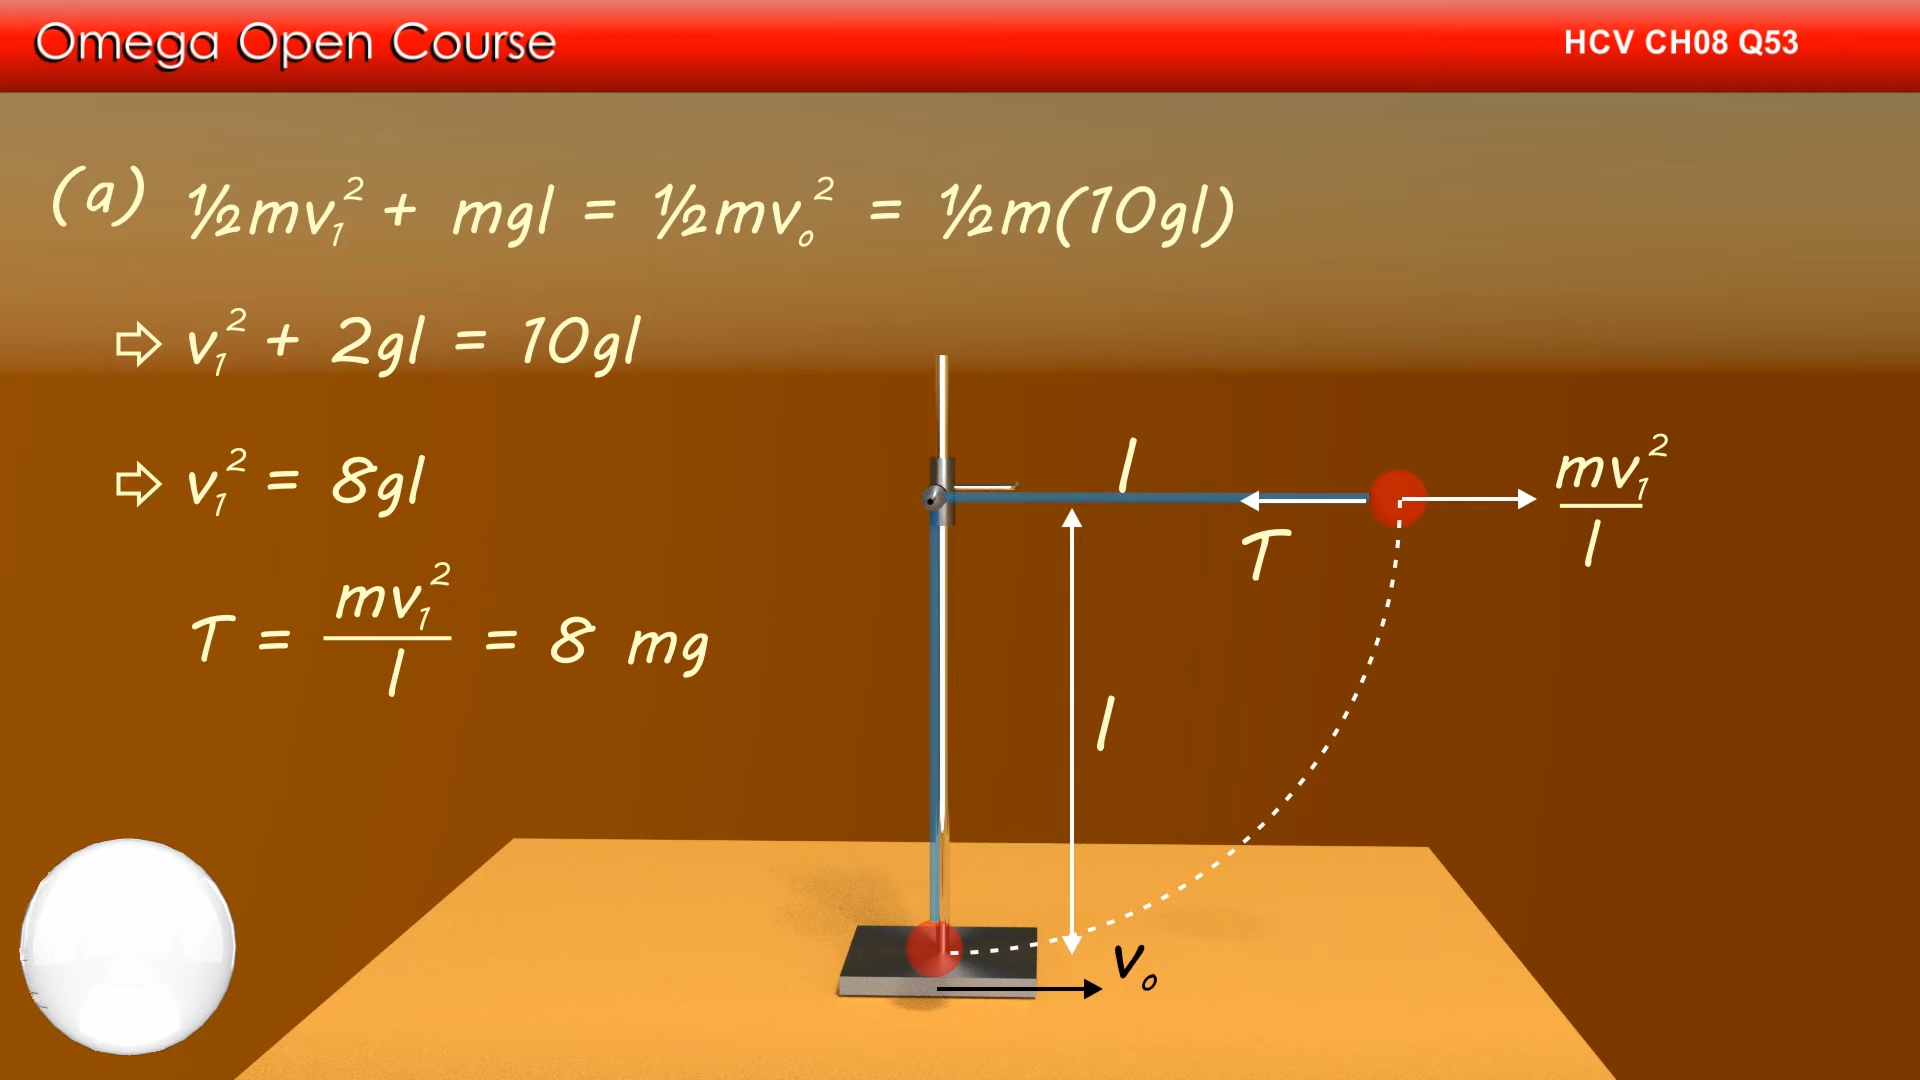 Omega Open Course
HCV CH08 Q53
(a) ½mv₁² + mgl = ½mv₀² = ½m(10gl)
⇨ v₁² + 2gl = 10gl
⇨ v₁² = 8gl
T = mv₁²/l = 8 mg
l
T
mv₁²/l
l
v₀